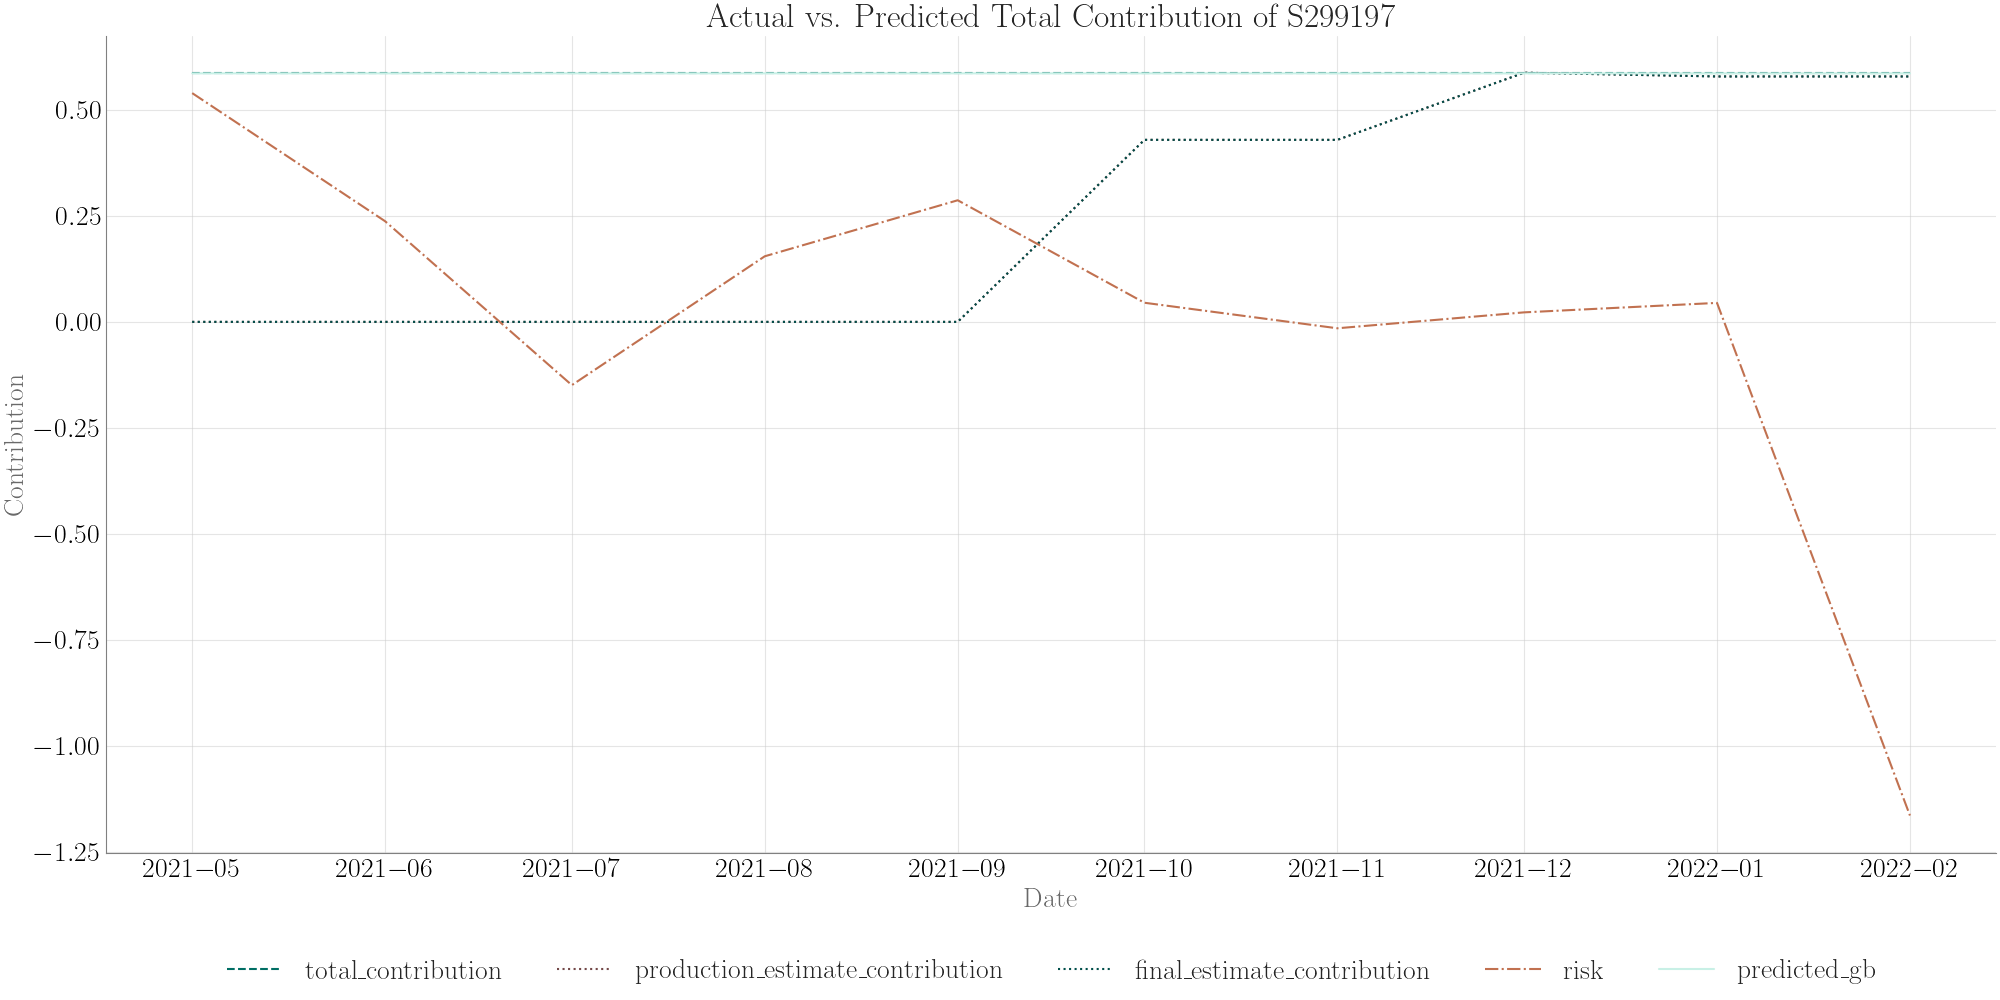 Actual vs. Predicted Total Contribution of S299197
Contribution
0.50
0.25
0.00
−0.25
−0.50
−0.75
−1.00
−1.25
2021−05 2021−06 2021−07 2021−08 2021−09 2021−10 2021−11 2021−12 2022−01 2022−02
Date
total_contribution production_estimate_contribution final_estimate_contribution risk predicted_gb